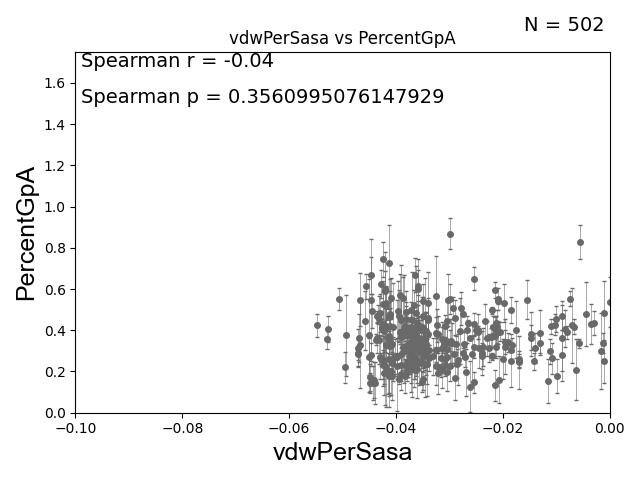 N = 502
vdwPerSasa vs PercentGpA
Spearman r = -0.04
Spearman p = 0.3560995076147929
PercentGpA
1.6
1.4
1.2
1.0
0.8
0.6
0.4
0.2
0.0
−0.10 −0.08 −0.06 −0.04 −0.02 0.00
vdwPerSasa